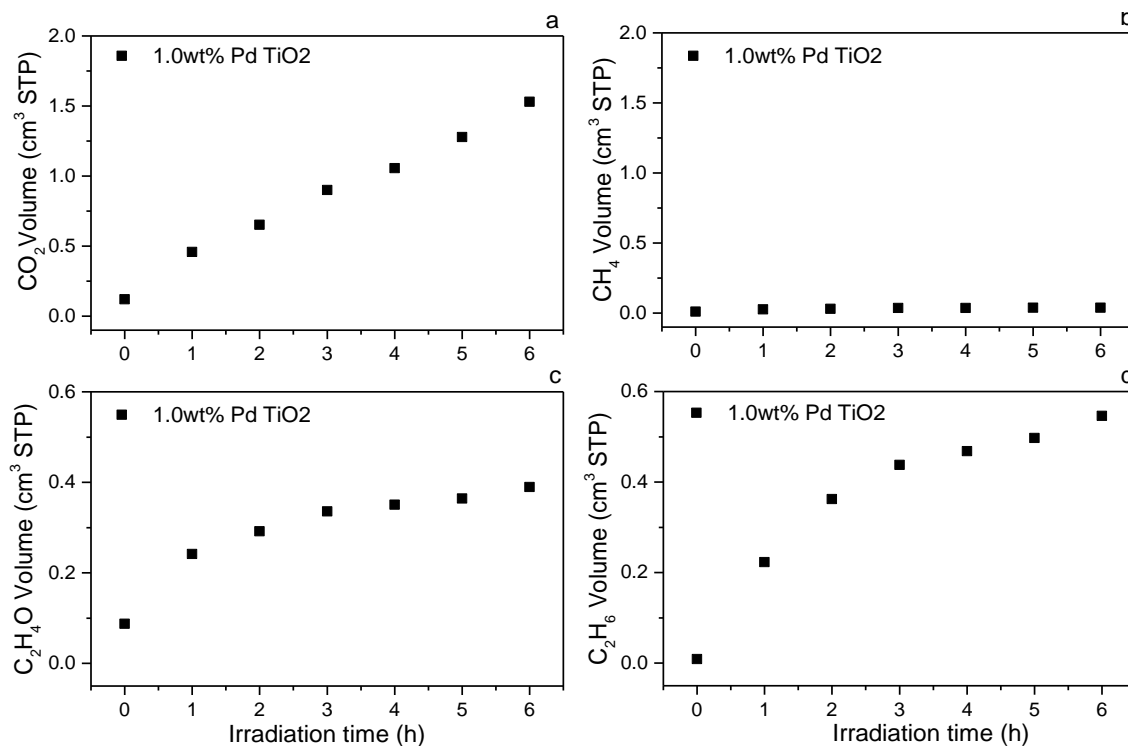 a
1.0wt% Pd TiO2
CO₂ Volume (cm³ STP)
2.0
1.5
1.0
0.5
0.0
0 1 2 3 4 5 6
b
1.0wt% Pd TiO2
CH₄ Volume (cm³ STP)
2.0
1.5
1.0
0.5
0.0
0 1 2 3 4 5 6
c
1.0wt% Pd TiO2
C₂H₄O Volume (cm³ STP)
0.6
0.4
0.2
0.0
0 1 2 3 4 5 6
Irradiation time (h)
1.0wt% Pd TiO2
C₂H₆ Volume (cm³ STP)
0.6
0.4
0.2
0.0
0 1 2 3 4 5 6
Irradiation time (h)